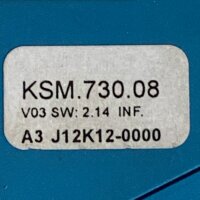 KSM.730.08
V03 SW: 2.14 INF.
A3 J12K12-0000